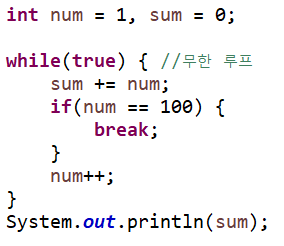 int num = 1, sum = 0;

while(true) { //무한 루프
    sum += num;
    if(num == 100) {
        break;
    }
    num++;
}
System.out.println(sum);